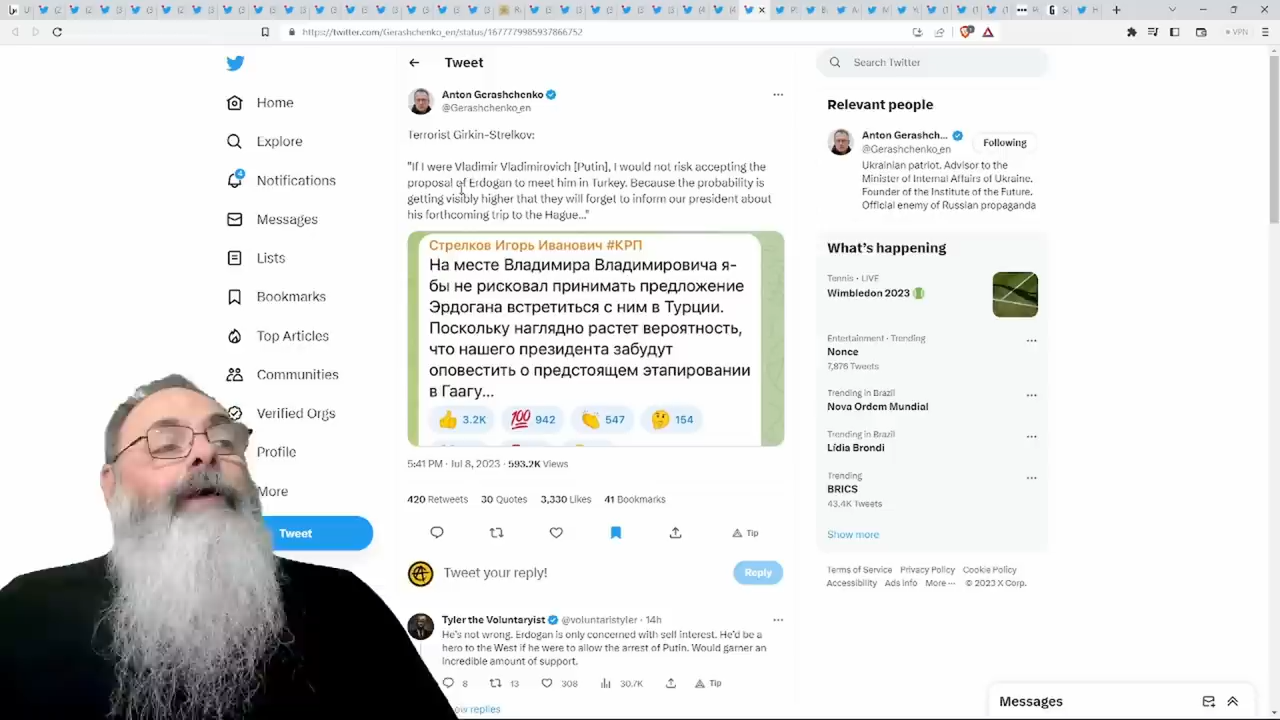 https://twitter.com/Gerashchenko_en/status/1677779985937866752
VPN
Home
Explore
4
Notifications
Messages
Lists
Bookmarks
Top Articles
Communities
Verified Orgs
Profile
More
Tweet
Tweet
Anton Gerashchenko
@Gerashchenko_en
Terrorist Girkin-Strelkov:
"If I were Vladimir Vladimirovich [Putin], I would not risk accepting the
proposal of Erdogan to meet him in Turkey. Because the probability is
getting visibly higher that they will forget to inform our president about
his forthcoming trip to the Hague..."
Стрелков Игорь Иванович #КРП
На месте Владимира Владимировича я-
бы не рисковал принимать предложение
Эрдогана встретиться с ним в Турции.
Поскольку наглядно растет вероятность,
что нашего президента забудут
оповестить о предстоящем этапировании
в Гаагу...
👍 3.2K 💯 942 👏 547 🤔 154
5:41 PM · Jul 8, 2023 · 593.2K Views
420 Retweets 30 Quotes 3,330 Likes 41 Bookmarks
Tip
Tweet your reply!
Reply
Tyler the Voluntaryist @voluntaristyler · 14h
He's not wrong. Erdogan is only concerned with self interest. He'd be a
hero to the West if he were to allow the arrest of Putin. Would garner an
incredible amount of support.
8 13 308 30.7K Tip
replies
Search Twitter
Relevant people
Anton Gerashch...
@Gerashchenko_en
Following
Ukrainian patriot. Advisor to the
Minister of Internal Affairs of Ukraine.
Founder of the Institute of the Future.
Official enemy of Russian propaganda
What's happening
Tennis · LIVE
Wimbledon 2023
Entertainment · Trending
Nonce
7,876 Tweets
Trending in Brazil
Nova Ordem Mundial
Trending in Brazil
Lídia Brondi
Trending
BRICS
43.4K Tweets
Show more
Terms of Service Privacy Policy Cookie Policy
Accessibility Ads info More ··· © 2023 X Corp.
Messages